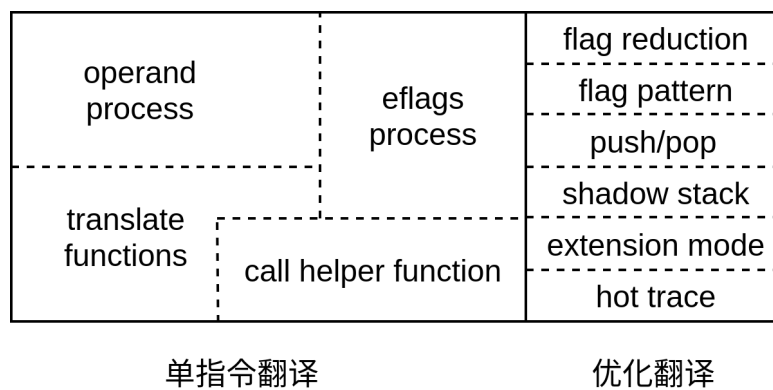 operand
process
eflags
process
translate
functions
call helper function
flag reduction
flag pattern
push/pop
shadow stack
extension mode
hot trace
单指令翻译
优化翻译